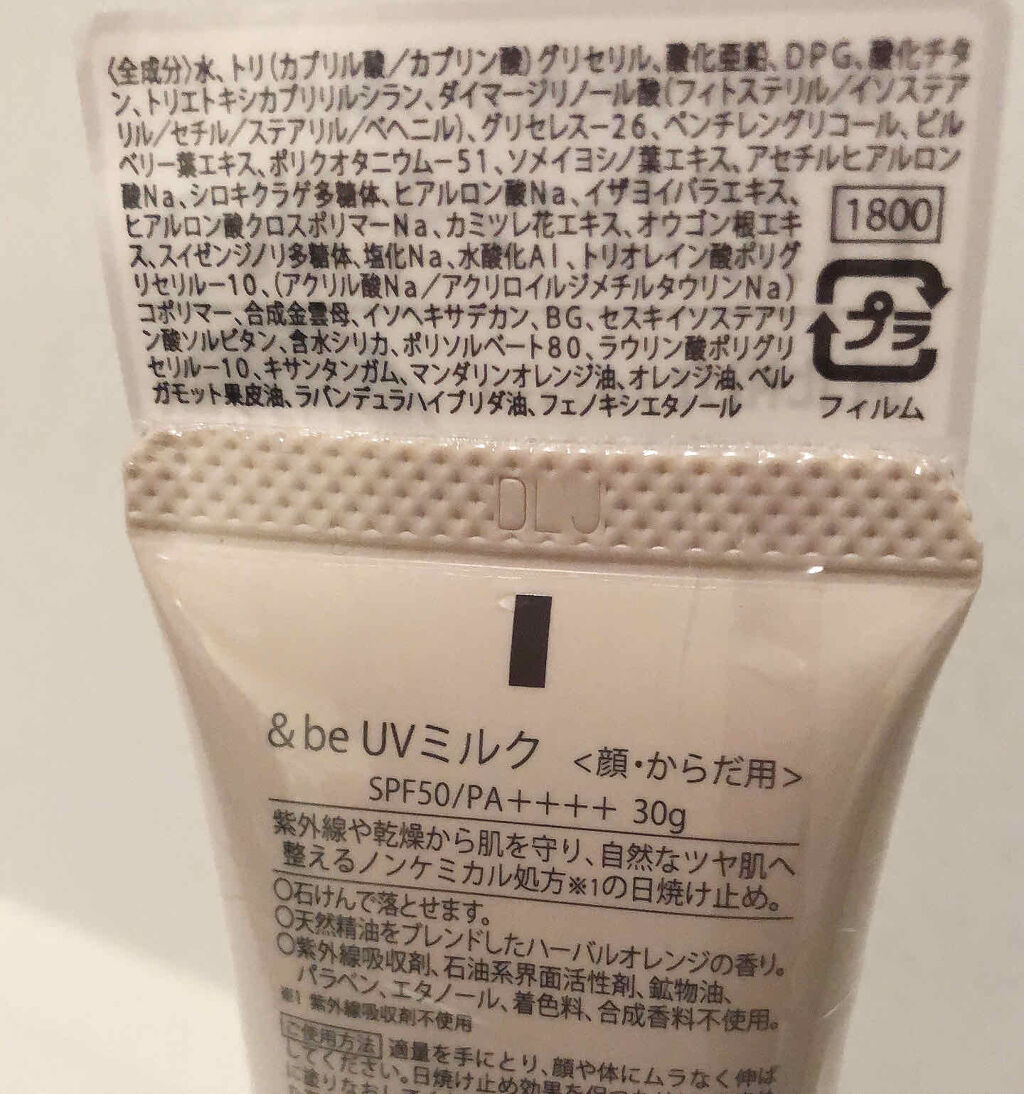 〈全成分〉水、トリ(カプリル酸/カプリン酸)グリセリル、酸化亜鉛、DPG、酸化チタ
ン、トリエトキシカプリリルシラン、ダイマージリノール酸(フィトステリル/イソステア
リル/セチル/ステアリル/ベヘニル)、グリセレス-26、ペンチレングリコール、ビル
ベリー葉エキス、ポリクオタニウム-51、ソメイヨシノ葉エキス、アセチルヒアルロン
酸Na、シロキクラゲ多糖体、ヒアルロン酸Na、イザヨイバラエキス、
ヒアルロン酸クロスポリマーNa、カミツレ花エキス、オウゴン根エキ
ス、スイゼンジノリ多糖体、塩化Na、水酸化Al、トリオレイン酸ポリグ
リセリル-10、(アクリル酸Na/アクリロイルジメチルタウリンNa)
コポリマー、合成金雲母、イソヘキサデカン、BG、セスキイソステアリ
ン酸ソルビタン、含水シリカ、ポリソルベート80、ラウリン酸ポリグリ
セリル-10、キサンタンガム、マンダリンオレンジ油、オレンジ油、ベル
ガモット果皮油、ラバンデュラハイブリダ油、フェノキシエタノール
1800
プラ
フィルム
DLJ
&be UVミルク <顔・からだ用>
SPF50/PA++++ 30g
紫外線や乾燥から肌を守り、自然なツヤ肌へ
整えるノンケミカル処方※1の日焼け止め。
○石けんで落とせます。
○天然精油をブレンドしたハーバルオレンジの香り。
○紫外線吸収剤、石油系界面活性剤、鉱物油、
パラベン、エタノール、着色料、合成香料不使用。
※1 紫外線吸収剤不使用
ご使用方法 適量を手にとり、顔や体にムラなく伸ば
してください。日焼け止め効果を保つ
に塗りなおして